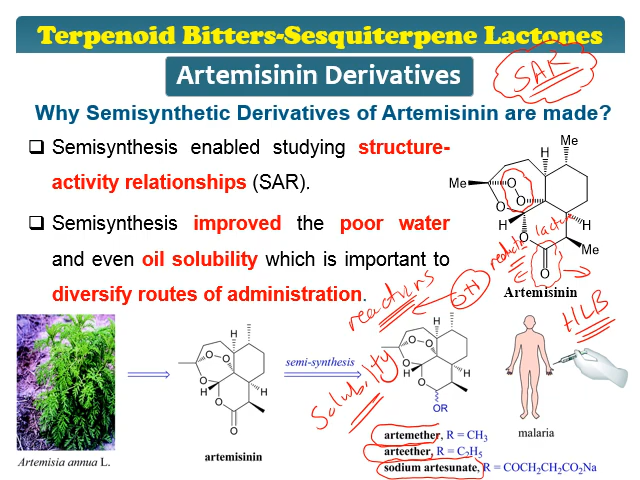 Terpenoid Bitters-Sesquiterpene Lactones
Artemisinin Derivatives
SAR
Why Semisynthetic Derivatives of Artemisinin are made?
❑ Semisynthesis enabled studying structure-
activity relationships (SAR).
❑ Semisynthesis improved the poor water
and even oil solubility which is important to
diversify routes of administration.
Me
H
Me
O
O
O
H
H
O
Me
O
lactone
Artemisinin
OH
reactions
HLB
Solubility
H
O
O
O
H
H
O
O
semi-synthesis
H
O
O
O
H
H
O
OR
artemisinin
malaria
Artemisia annua L.
artemether, R = CH3
arteether, R = C2H5
sodium artesunate, R = COCH2CH2CO2Na